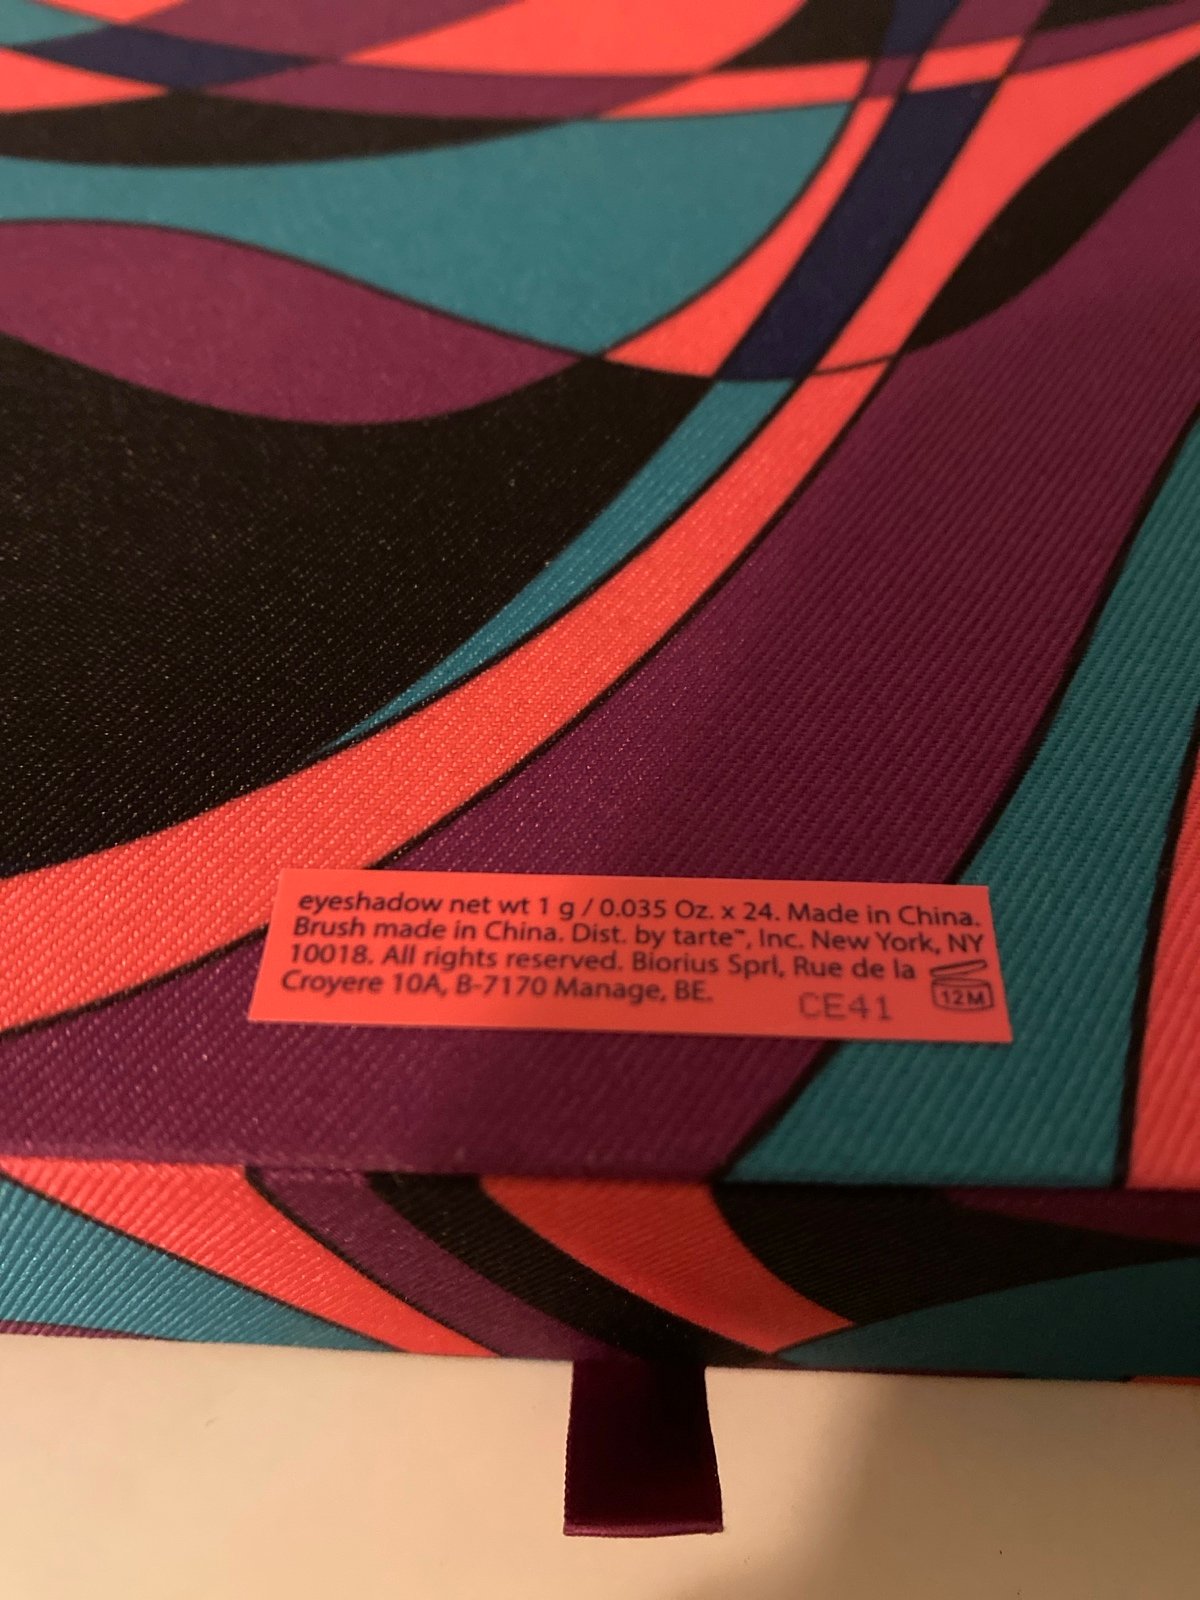 eyeshadow net wt 1 g / 0.035 Oz. x 24. Made in China.
Brush made in China. Dist. by tarte™, Inc. New York, NY
10018. All rights reserved. Biorius Sprl, Rue de la
Croyere 10A, B-7170 Manage, BE.
CE41
12M